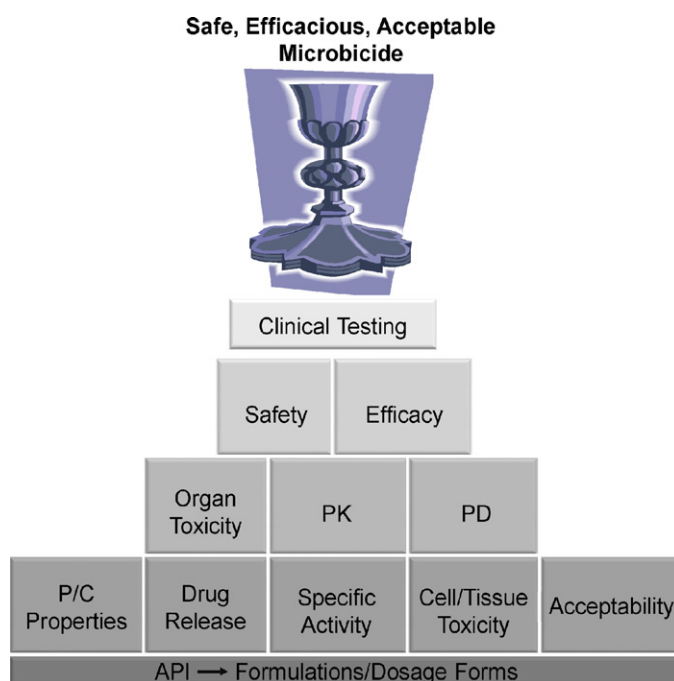 Safe, Efficacious, Acceptable
Microbicide
Clinical Testing
Safety
Efficacy
Organ
Toxicity
PK
PD
P/C
Properties
Drug
Release
Specific
Activity
Cell/Tissue
Toxicity
Acceptability
API → Formulations/Dosage Forms